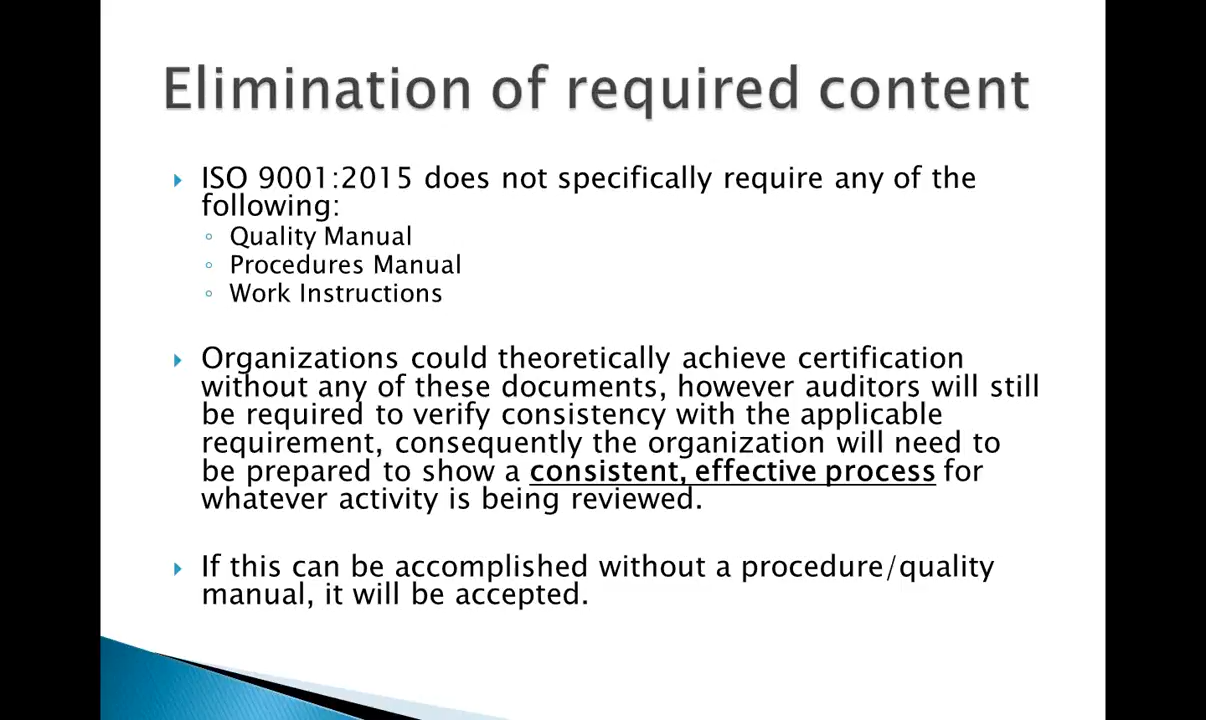 Elimination of required content
ISO 9001:2015 does not specifically require any of the
following:
Quality Manual
Procedures Manual
Work Instructions
Organizations could theoretically achieve certification
without any of these documents, however auditors will still
be required to verify consistency with the applicable
requirement, consequently the organization will need to
be prepared to show a consistent, effective process for
whatever activity is being reviewed.
If this can be accomplished without a procedure/quality
manual, it will be accepted.